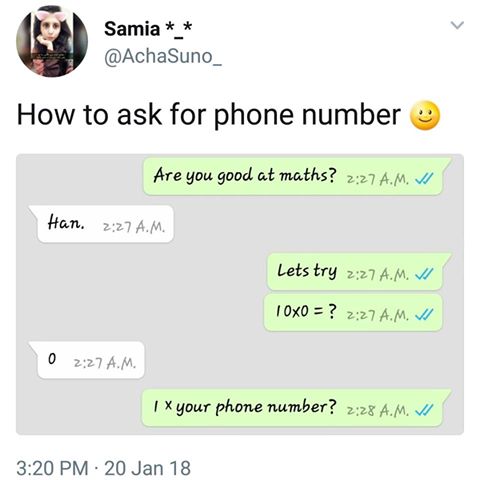 Samia *_*
@AchaSuno_
How to ask for phone number 🙂
Are you good at maths? 2:27 A.M.
Han. 2:27 A.M.
Lets try 2:27 A.M.
10x0 = ? 2:27 A.M.
0 2:27 A.M.
1 x your phone number? 2:28 A.M.
3:20 PM · 20 Jan 18